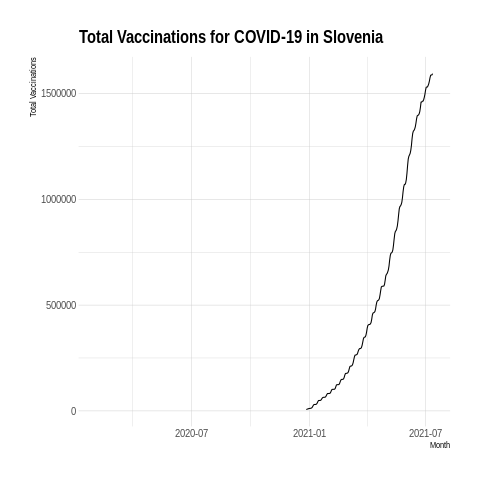 Total Vaccinations for COVID-19 in Slovenia
Total Vaccinations
1500000
1000000
500000
0
2020-07
2021-01
2021-07
Month